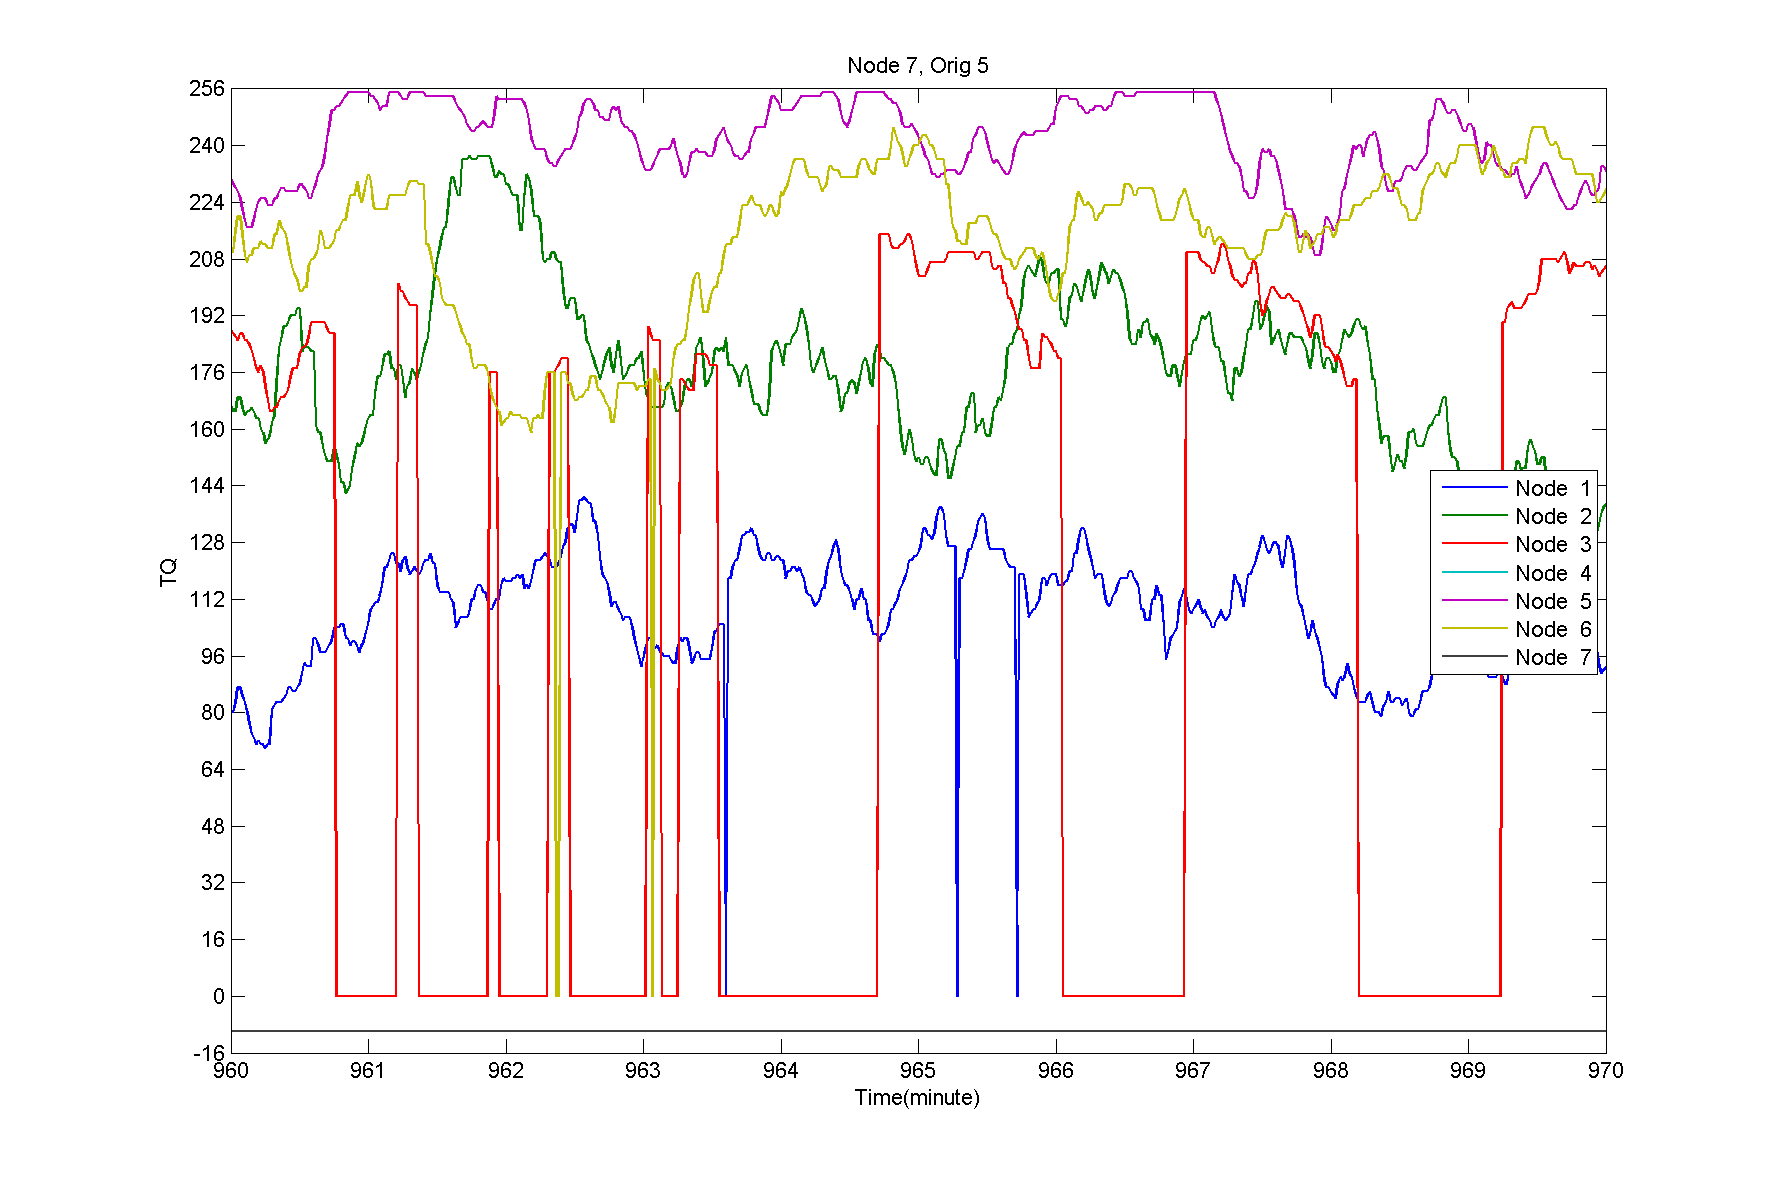 Node 7, Orig 5
256
240
224
208
192
176
160
144
128
112
96
80
64
48
32
16
0
-16
TQ
Node 1
Node 2
Node 3
Node 4
Node 5
Node 6
Node 7
960 961 962 963 964 965 966 967 968 969 970
Time(minute)